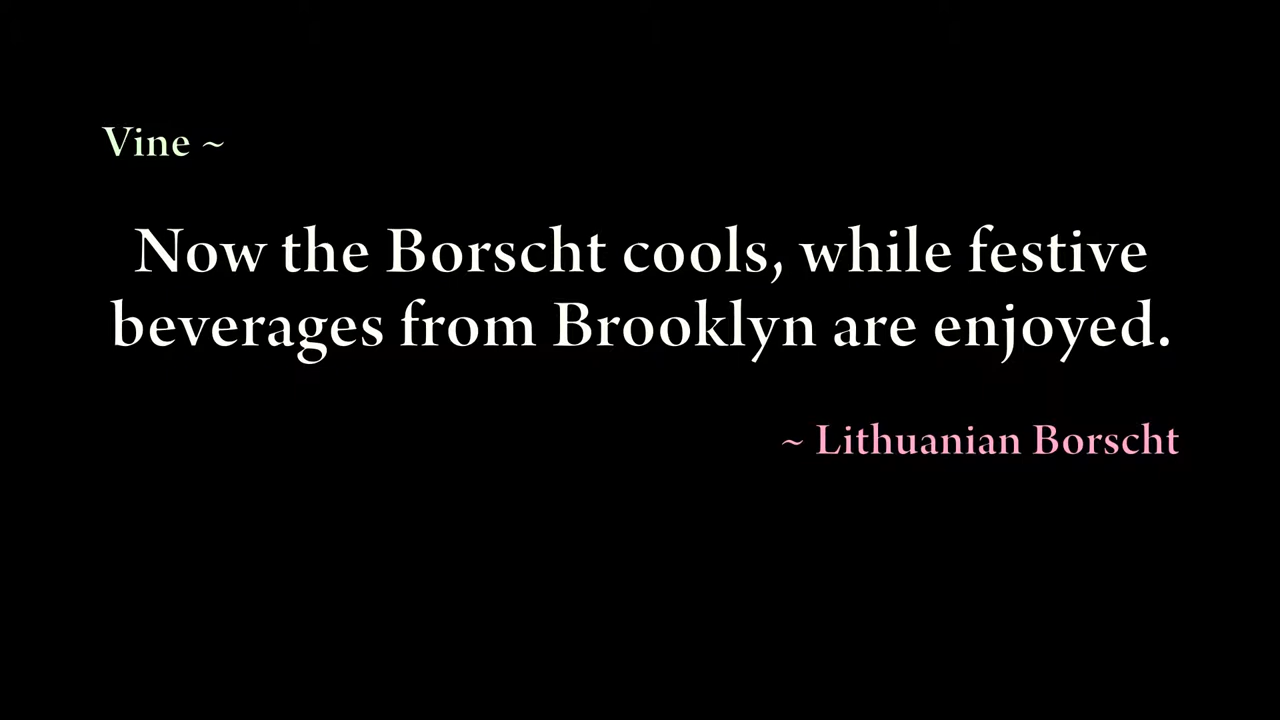 Vine ~
Now the Borscht cools, while festive
beverages from Brooklyn are enjoyed.
~ Lithuanian Borscht